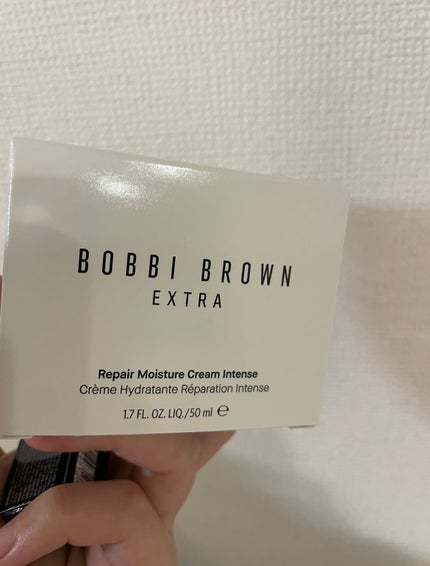 BOBBI BROWN
EXTRA
Repair Moisture Cream Intense
Crème Hydratante Réparation Intense
1.7 FL. OZ. LIQ./50 ml ℮